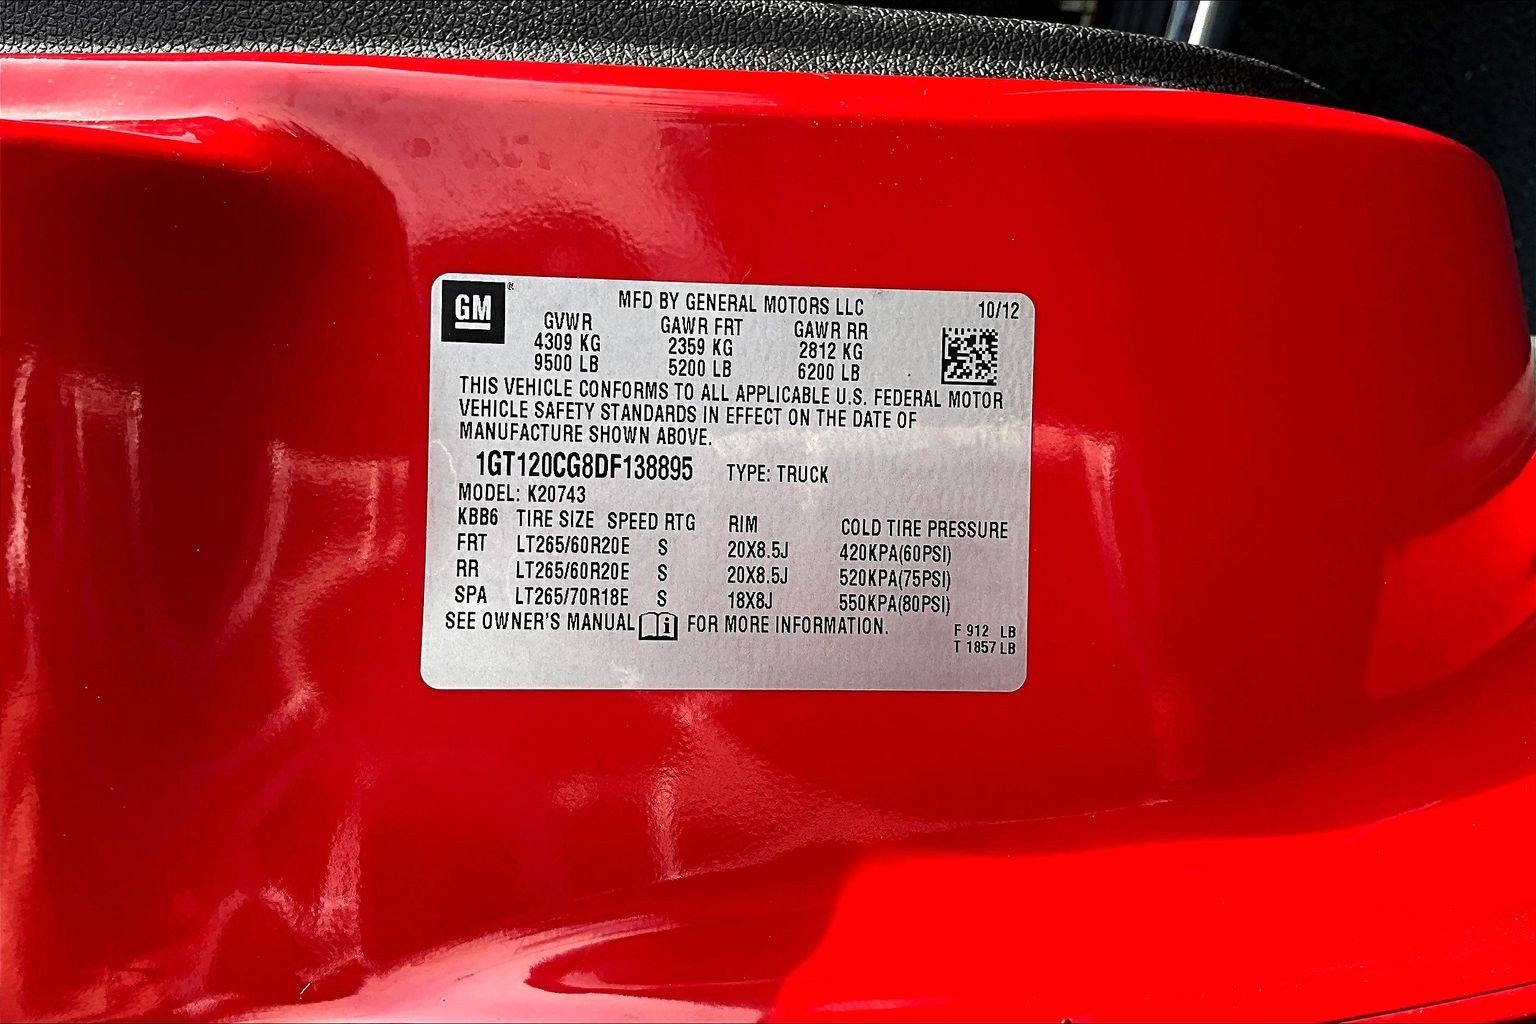 GM ®
MFD BY GENERAL MOTORS LLC 10/12
GVWR GAWR FRT GAWR RR
4309 KG 2359 KG 2812 KG
9500 LB 5200 LB 6200 LB
THIS VEHICLE CONFORMS TO ALL APPLICABLE U.S. FEDERAL MOTOR
VEHICLE SAFETY STANDARDS IN EFFECT ON THE DATE OF
MANUFACTURE SHOWN ABOVE.
1GT120CG8DF138895 TYPE: TRUCK
MODEL: K20743
KBB6 TIRE SIZE SPEED RTG RIM COLD TIRE PRESSURE
FRT LT265/60R20E S 20X8.5J 420KPA(60PSI)
RR LT265/60R20E S 20X8.5J 520KPA(75PSI)
SPA LT265/70R18E S 18X8J 550KPA(80PSI)
SEE OWNER'S MANUAL i FOR MORE INFORMATION.
F 912 LB
T 1857 LB